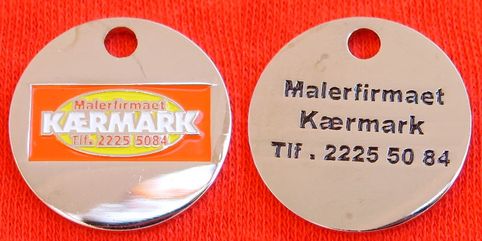 Malerfirmaet
KÆRMARK
Tlf. 2225 5084
Malerfirmaet
Kærmark
Tlf . 2225 50 84